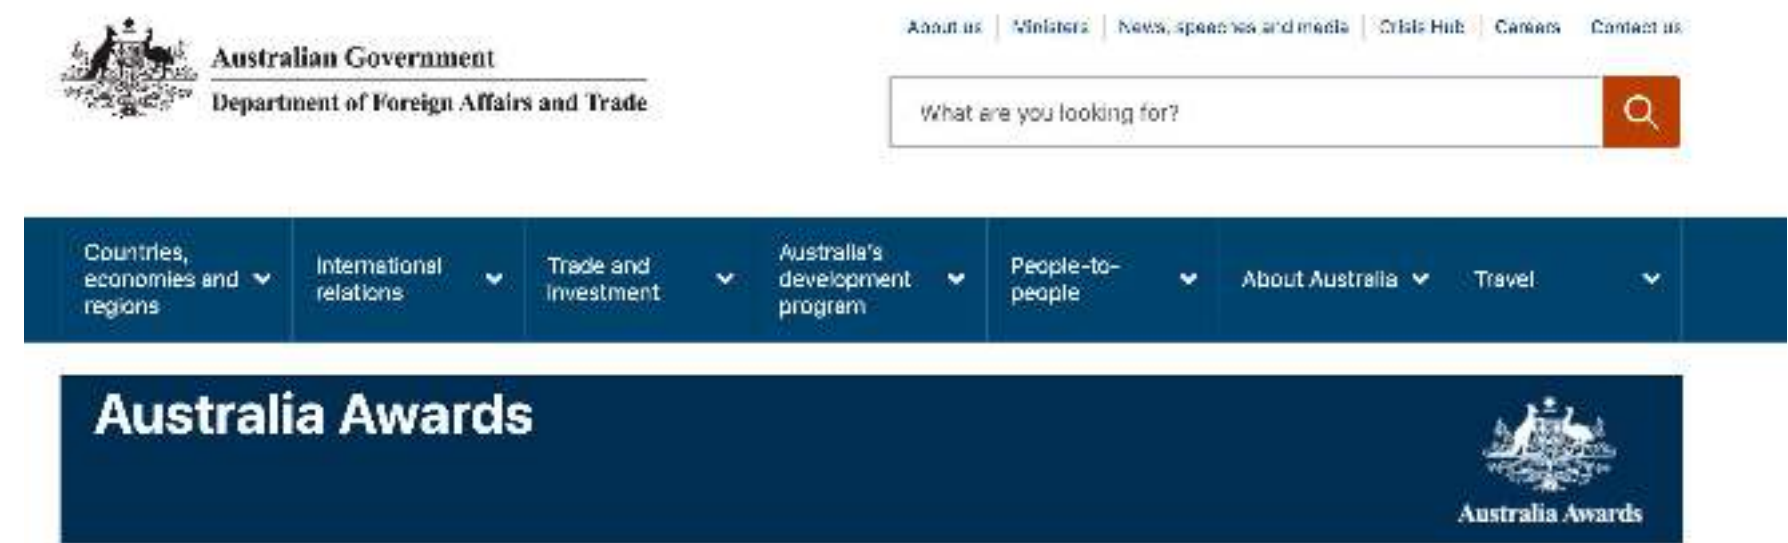 Australian Government
Department of Foreign Affairs and Trade
About us
Ministers
News, speeches and media
Crisis Hub
Careers
Contact us
What are you looking for?
Countries,
economies and
regions
International
relations
Trade and
investment
Australia's
development
program
People-to-
people
About Australia
Travel
Australia Awards
Australia Awards